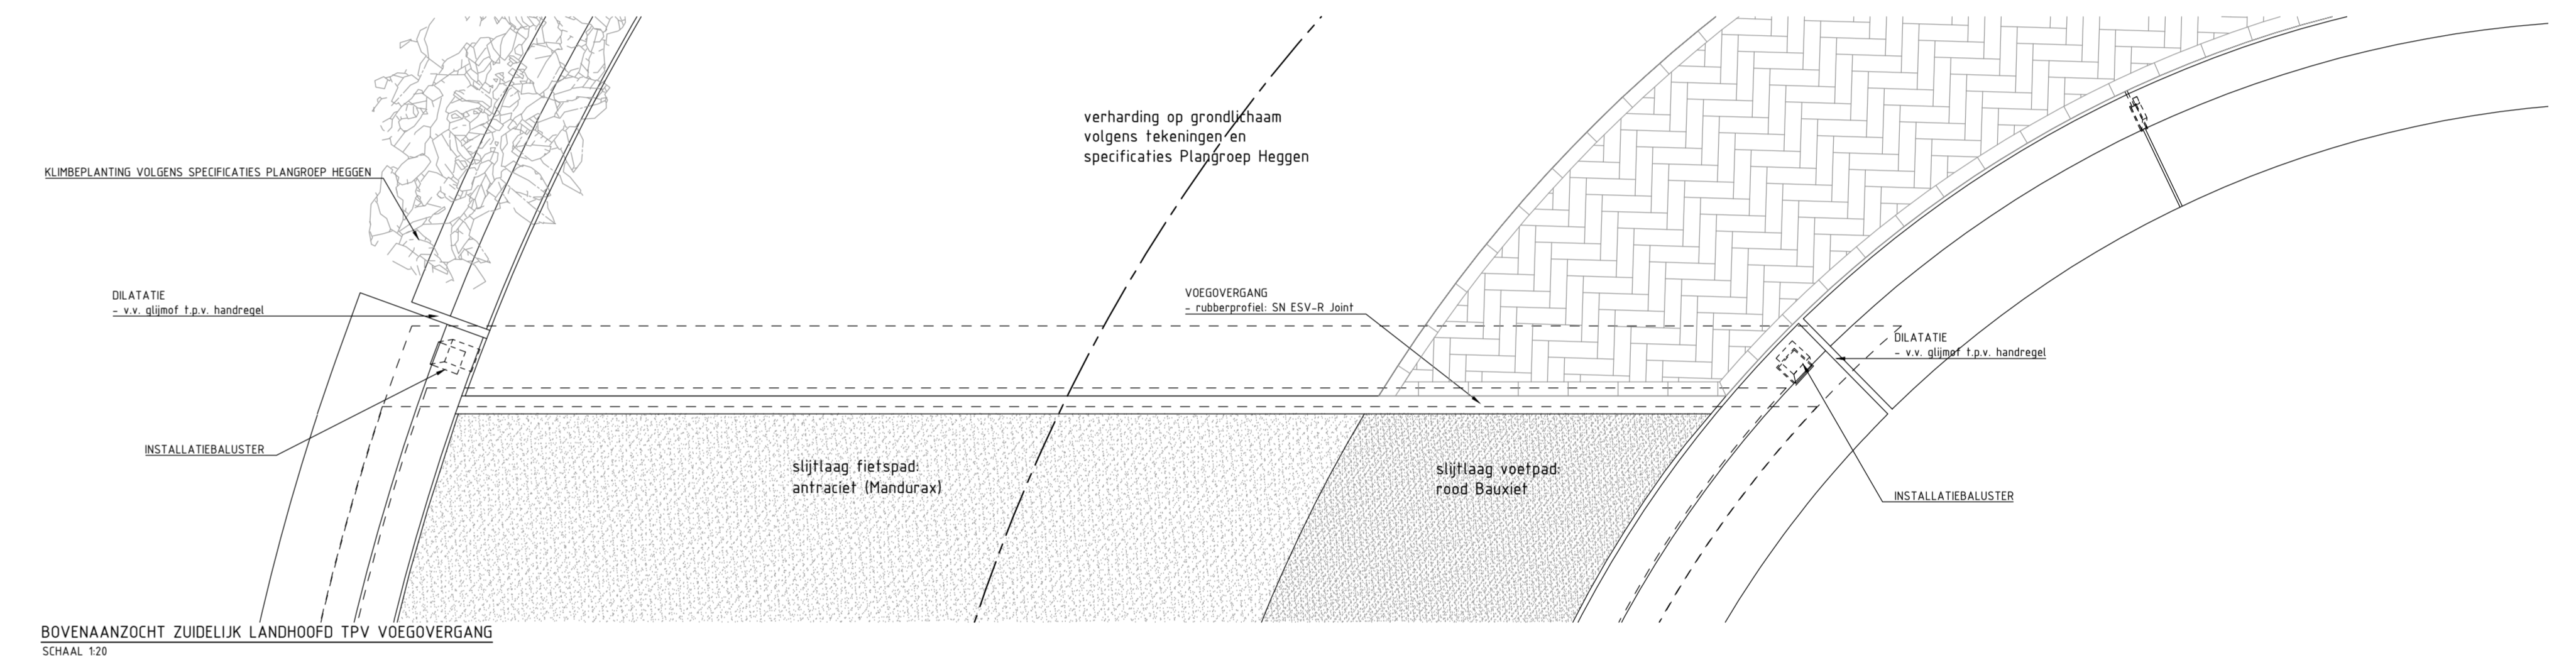 verharding op grondlichaam
volgens tekeningen en
specificaties Plangroep Heggen
KLIMBEPLANTING VOLGENS SPECIFICATIES PLANGROEP HEGGEN
DILATATIE
- v.v. glijmof t.p.v. handregel
VOEGOVERGANG
- rubberprofiel: SN ESV-R Joint
DILATATIE
- v.v. glijmof t.p.v. handregel
INSTALLATIEBALUSTER
slijtlaag fietspad:
antraciet (Mandurax)
slijtlaag voetpad:
rood Bauxiet
INSTALLATIEBALUSTER
BOVENAANZOCHT ZUIDELIJK LANDHOOFD TPV VOEGOVERGANG
SCHAAL 1:20